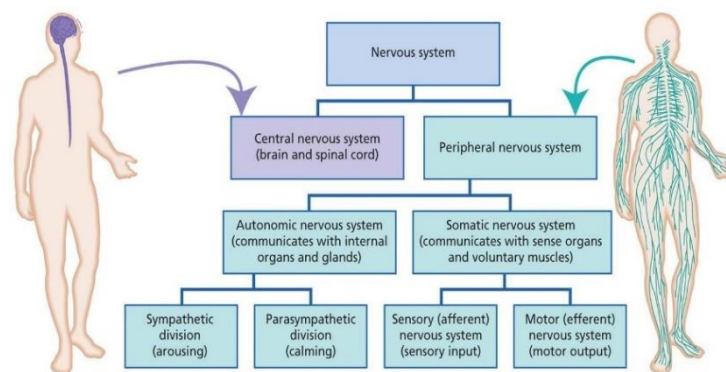 Nervous system
Central nervous system
(brain and spinal cord)
Peripheral nervous system
Autonomic nervous system
(communicates with internal
organs and glands)
Somatic nervous system
(communicates with sense organs
and voluntary muscles)
Sympathetic
division
(arousing)
Parasympathetic
division
(calming)
Sensory (afferent)
nervous system
(sensory input)
Motor (efferent)
nervous system
(motor output)